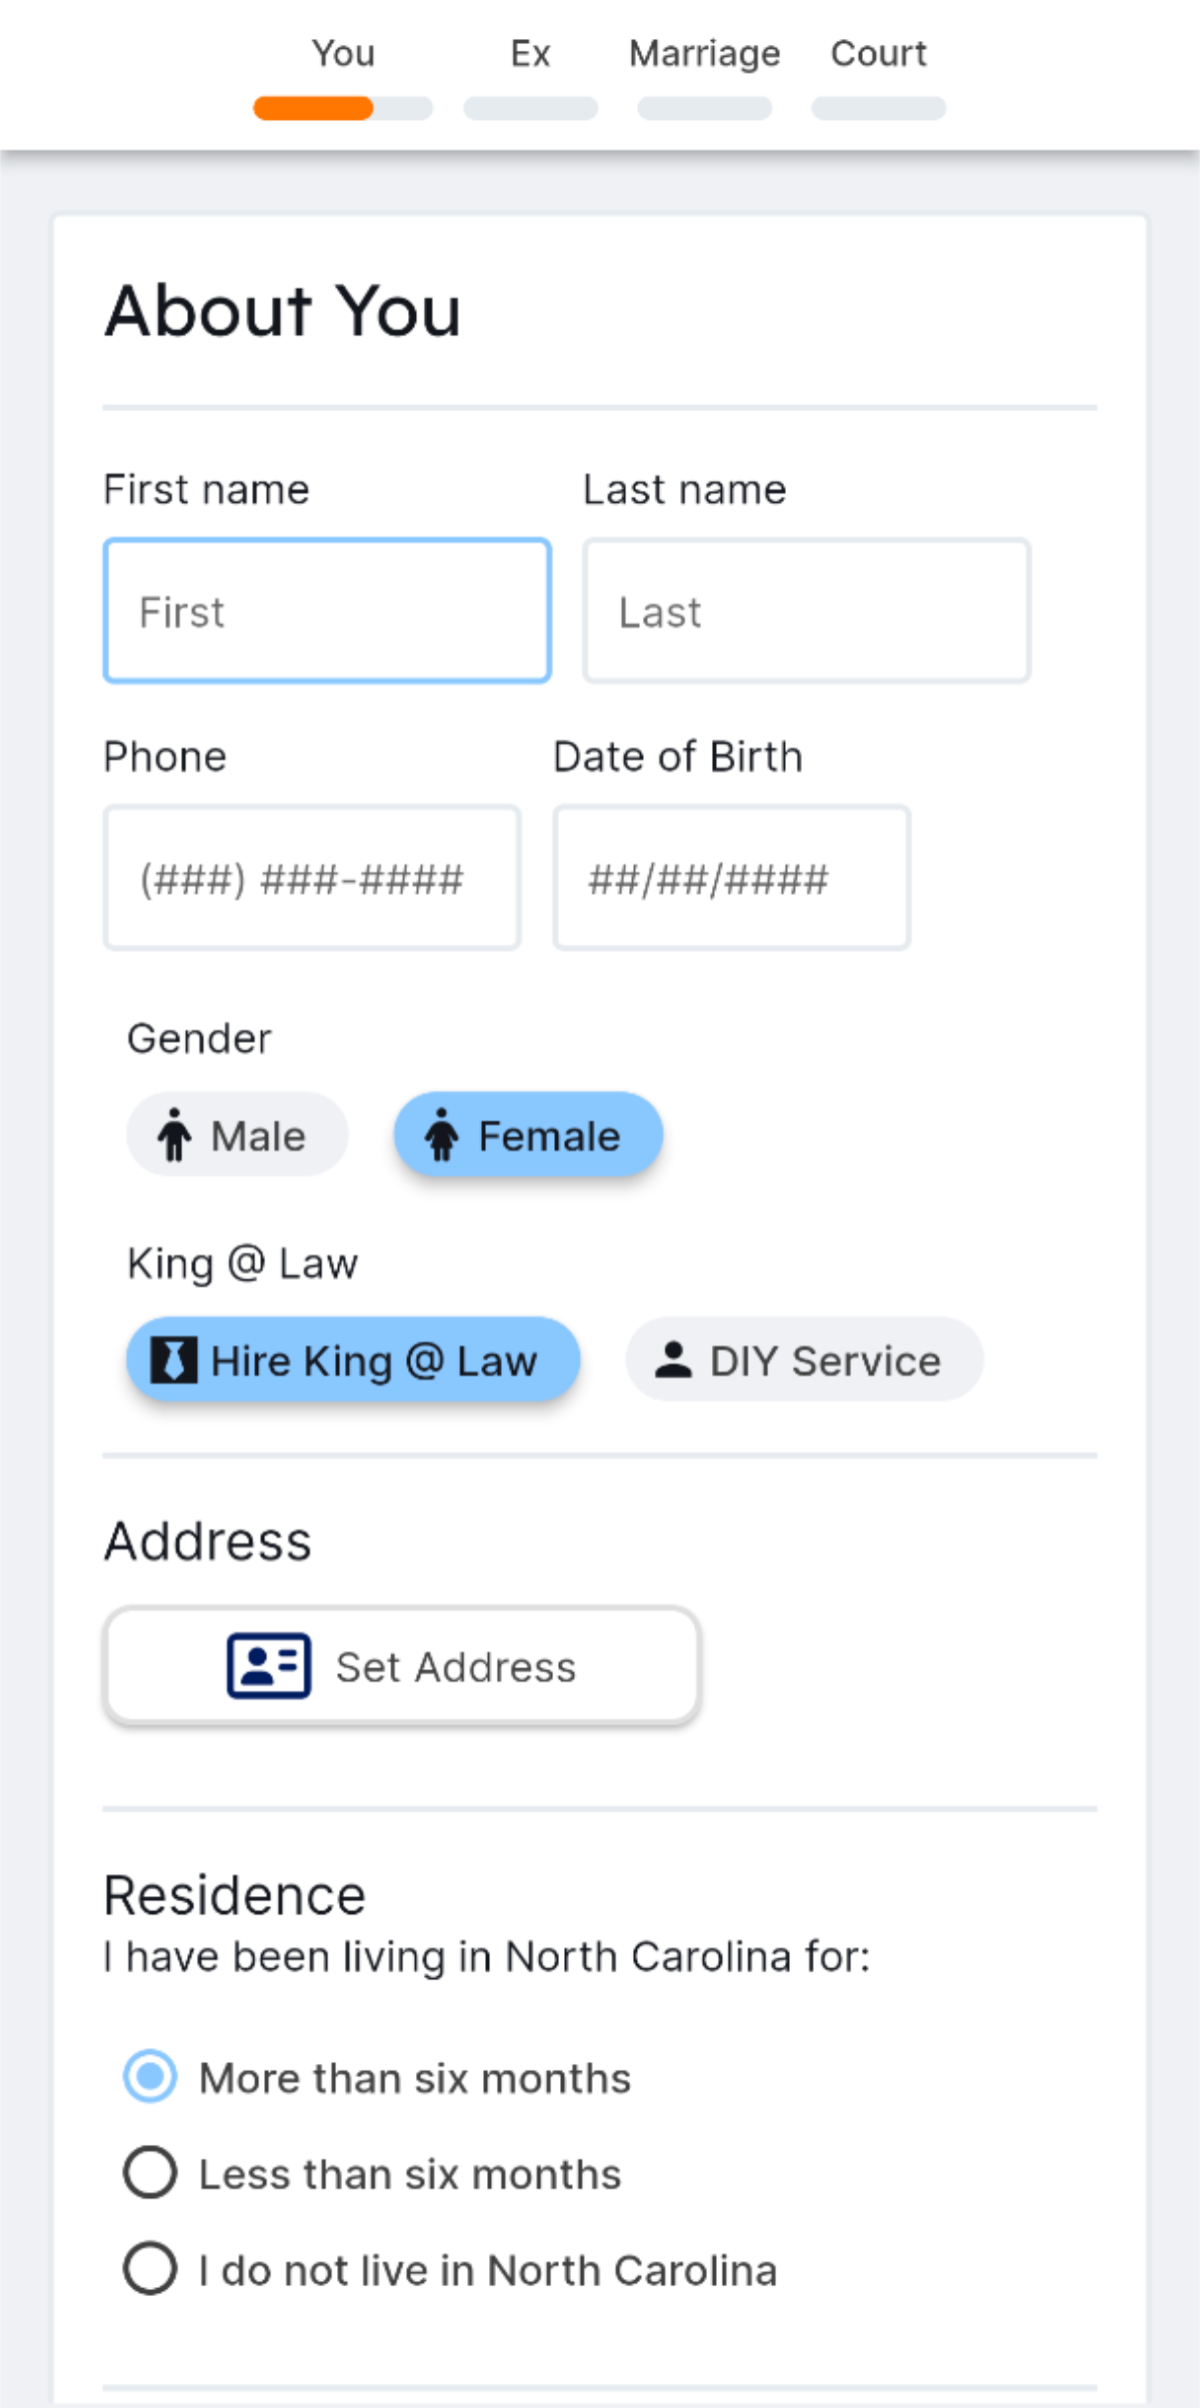 You Ex Marriage Court
About You
First name Last name
First Last
Phone Date of Birth
(###) ###-#### ##/##/####
Gender
Male Female
King @ Law
Hire King @ Law DIY Service
Address
Set Address
Residence
I have been living in North Carolina for:
More than six months
Less than six months
I do not live in North Carolina